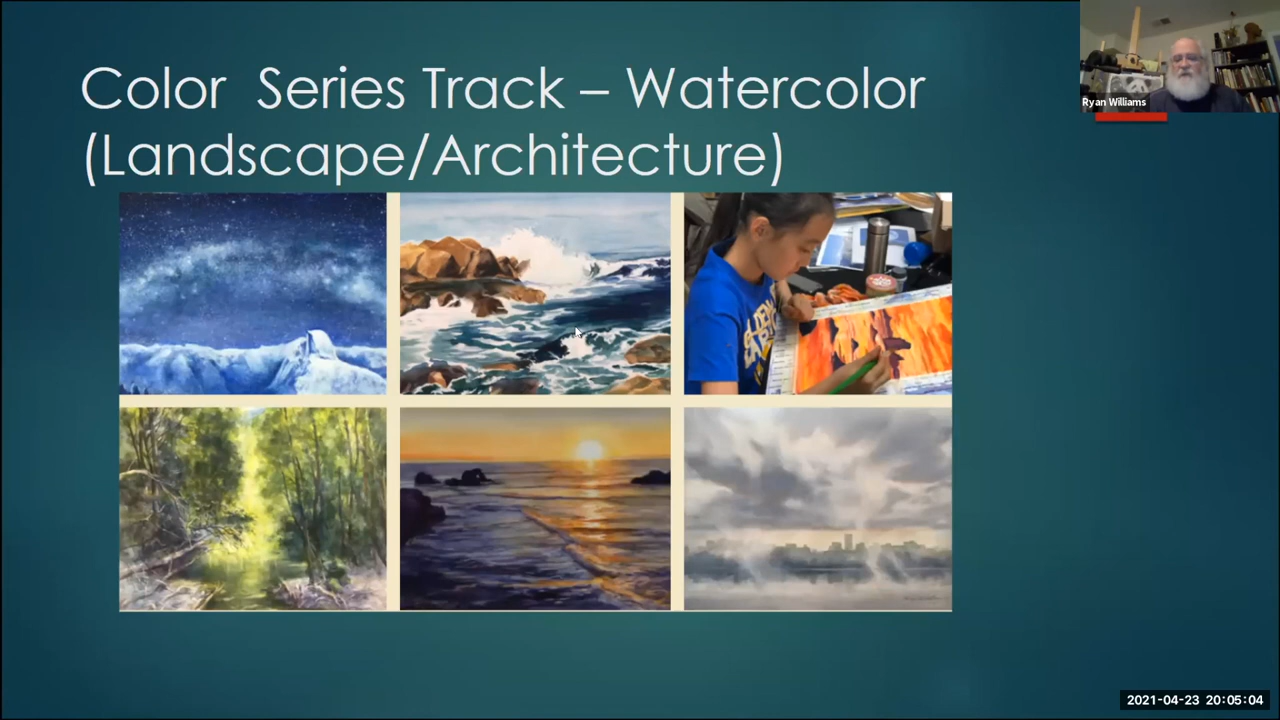 Color  Series Track – Watercolor
(Landscape/Architecture)
Ryan Williams
2021-04-23 20:05:04